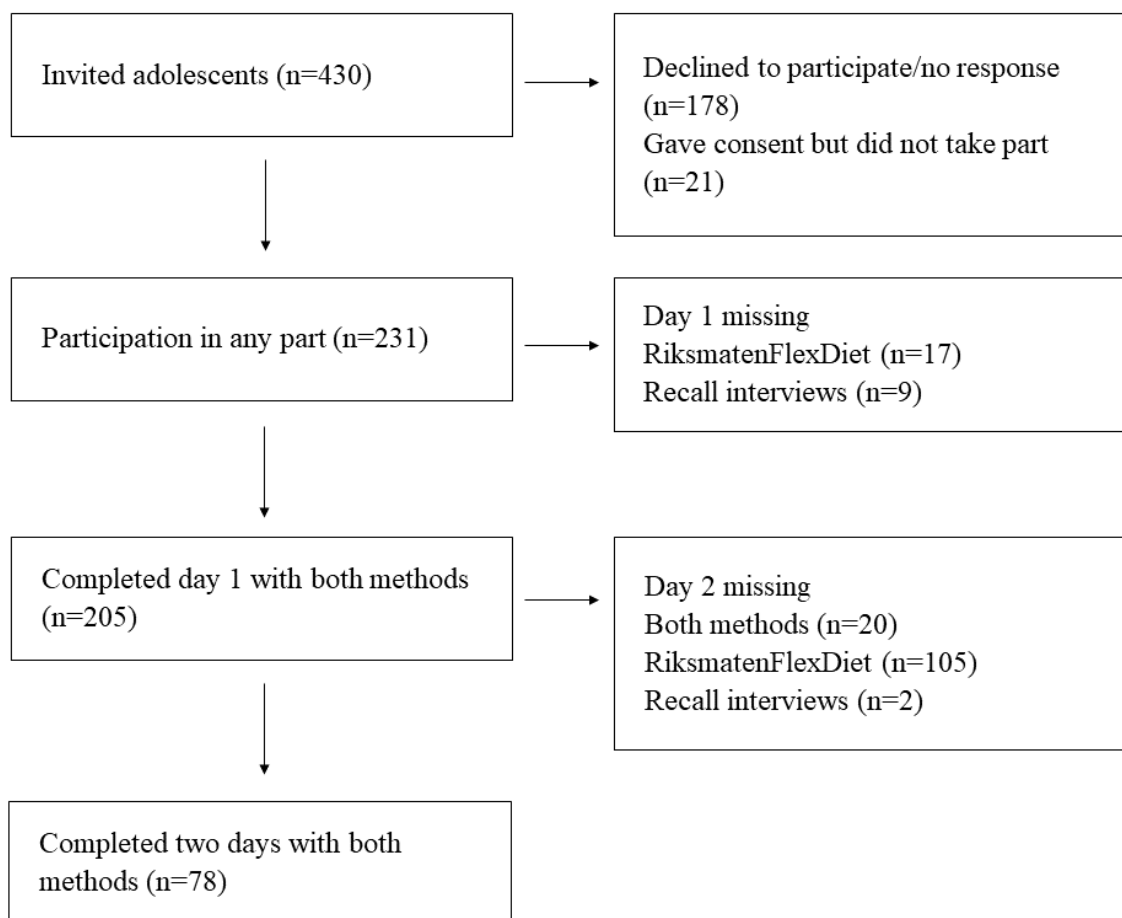 Invited adolescents (n=430)
Declined to participate/no response
(n=178)
Gave consent but did not take part
(n=21)
Participation in any part (n=231)
Day 1 missing
RiksmatenFlexDiet (n=17)
Recall interviews (n=9)
Completed day 1 with both methods
(n=205)
Day 2 missing
Both methods (n=20)
RiksmatenFlexDiet (n=105)
Recall interviews (n=2)
Completed two days with both
methods (n=78)